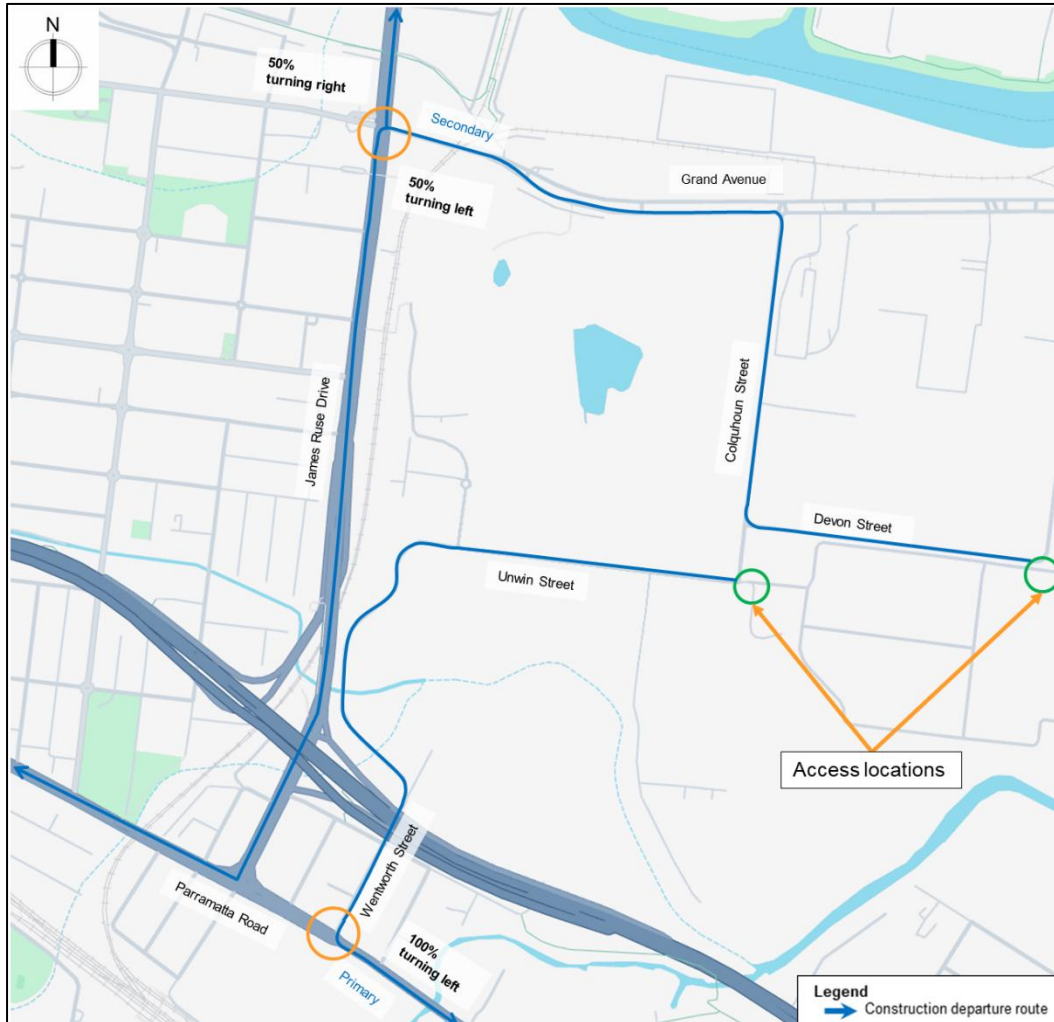 N
50%
turning right
Secondary
Grand Avenue
50%
turning left
James Ruse Drive
Colquhoun Street
Devon Street
Unwin Street
Access locations
Wentworth Street
Parramatta Road
100%
turning left
Primary
Legend
Construction departure route